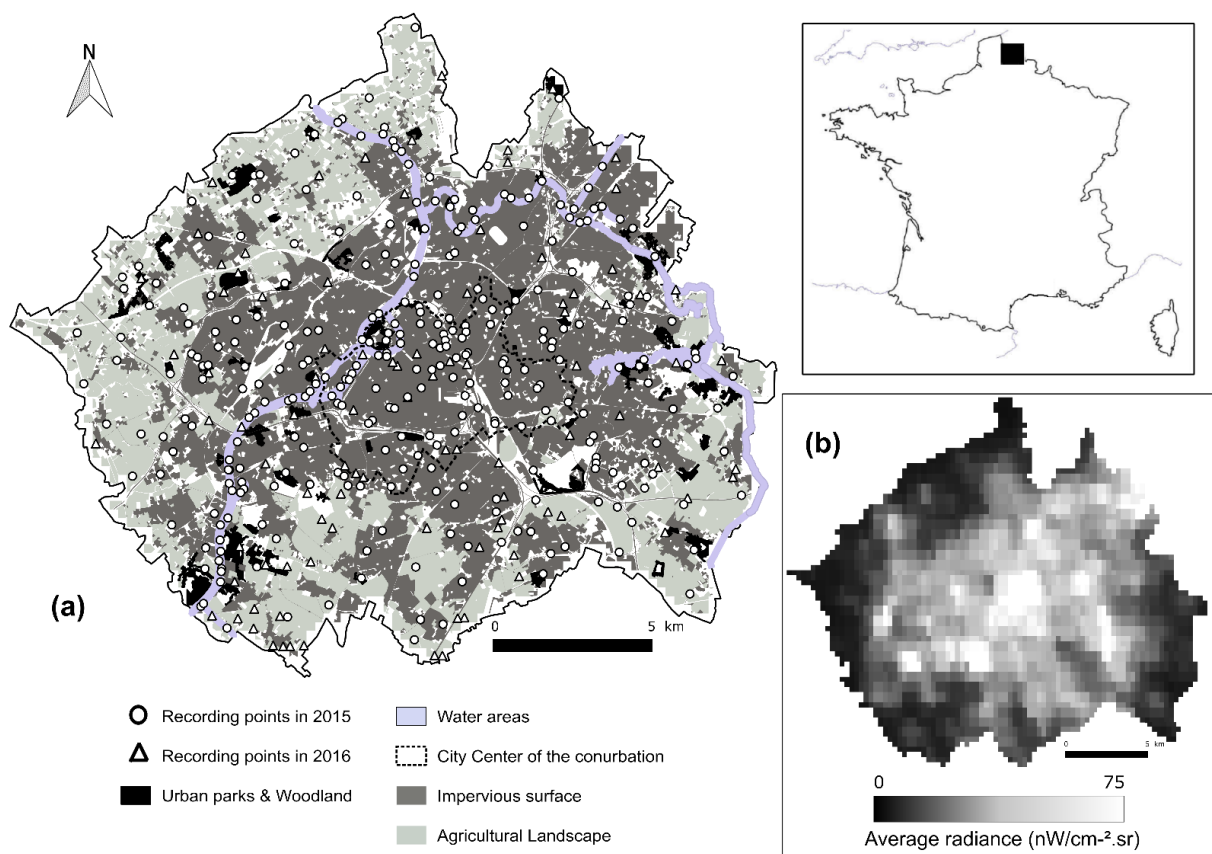 N
(a)
0 5 km
Recording points in 2015
Recording points in 2016
Urban parks & Woodland
Water areas
City Center of the conurbation
Impervious surface
Agricultural Landscape
(b)
0 5 km
0 75
Average radiance (nW/cm-².sr)